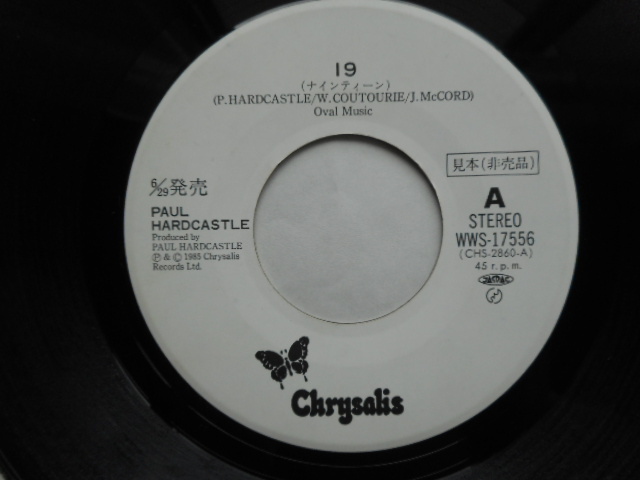 19
(ナインティーン)
(P.HARDCASTLE/W.COUTOURIE/J.McCORD)
Oval Music
見本(非売品)
6/29発売
PAUL
HARDCASTLE
Produced by
PAUL HARDCASTLE
Ⓟ & © 1985 Chrysalis
Records Ltd.
A
STEREO
WWS-17556
(CHS-2860-A)
45 r.p.m.
Chrysalis